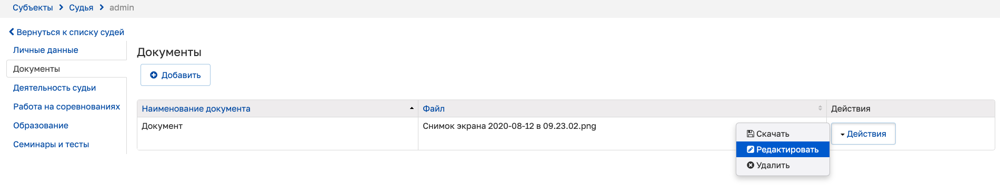 Субъекты Судья admin
Вернуться к списку судей
Личные данные
Документы
Деятельность судьи
Работа на соревнованиях
Образование
Семинары и тесты
Документы
Добавить
Наименование документа Файл Действия
Документ Снимок экрана 2020-08-12 в 09.23.02.png Действия
Скачать
Редактировать
Удалить